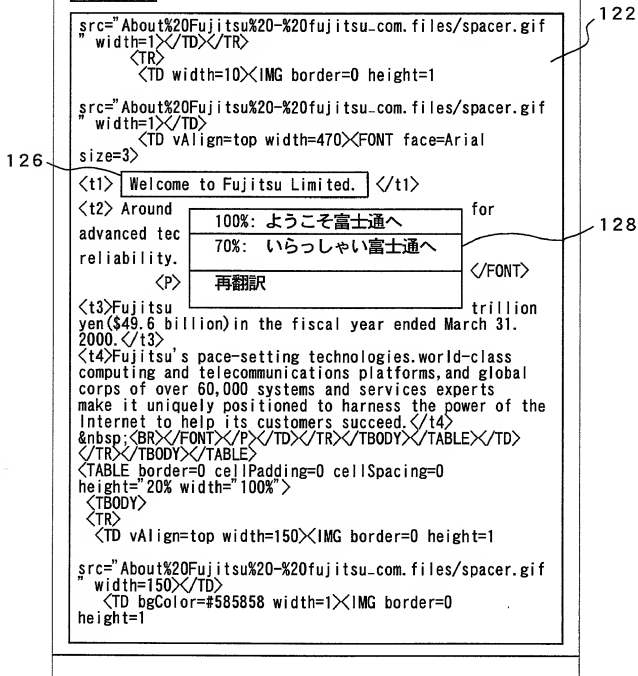 122
src="About%20Fujitsu%20-%20fujitsu_com.files/spacer.gif
" width=1></TD></TR>
<TR>
<TD width=10><IMG border=0 height=1
src="About%20Fujitsu%20-%20fujitsu_com.files/spacer.gif
" width=1></TD>
<TD vAlign=top width=470><FONT face=Arial
size=3>
126
<t1> Welcome to Fujitsu Limited. </t1>
<t2> Around for
100%: ようこそ富士通へ
128
advanced tec
70%: いらっしゃい富士通へ
reliability.
</FONT>
<P>
再翻訳
<t3>Fujitsu trillion
yen($49.6 billion)in the fiscal year ended March 31.
2000.</t3>
<t4>Fujitsu's pace-setting technologies.world-class
computing and telecommunications platforms,and global
corps of over 60,000 systems and services experts
make it uniquely positioned to harness the power of the
Internet to help its customers succeed.</t4>
&nbsp;<BR></FONT></P></TD></TR></TBODY></TABLE></TD>
</TR></TBODY></TABLE>
<TABLE border=0 cellPadding=0 cellSpacing=0
height="20% width="100%">
<TBODY>
<TR>
<TD vAlign=top width=150><IMG border=0 height=1
src="About%20Fujitsu%20-%20fujitsu_com.files/spacer.gif
" width=150></TD>
<TD bgColor=#585858 width=1><IMG border=0
height=1